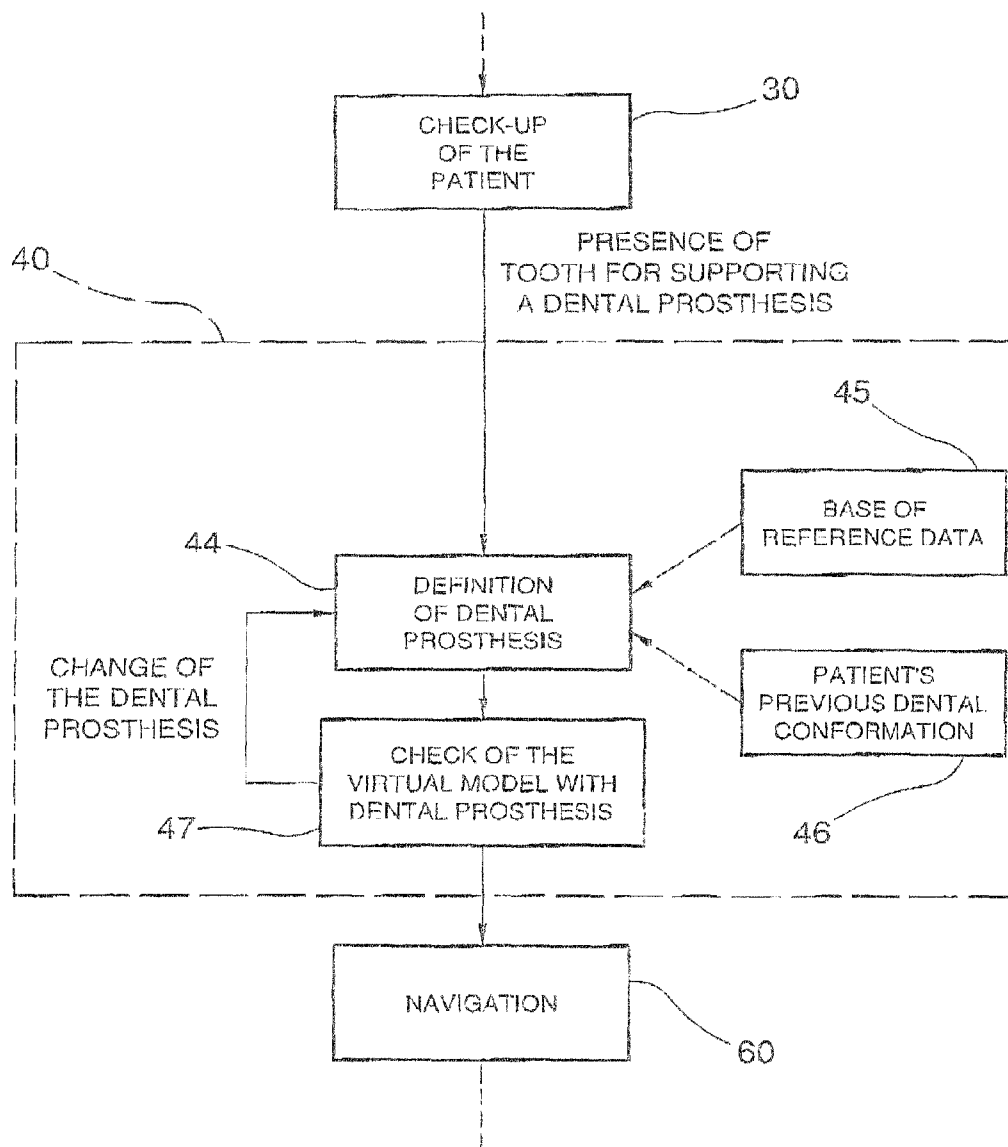 30
CHECK-UP
OF THE
PATIENT
40
PRESENCE OF
TOOTH FOR SUPPORTING
A DENTAL PROSTHESIS
45
BASE OF
REFERENCE DATA
44
DEFINITION
OF DENTAL
PROSTHESIS
CHANGE OF
THE DENTAL
PROSTHESIS
PATIENT'S
PREVIOUS DENTAL
CONFORMATION
46
CHECK OF THE
VIRTUAL MODEL WITH
DENTAL PROSTHESIS
47
NAVIGATION
60